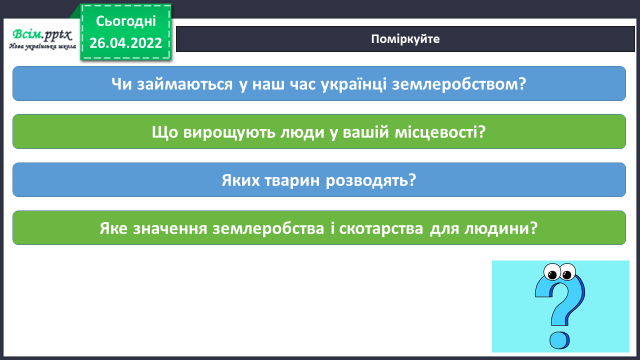 Всім.pptx
Нова українська школа
Сьогодні
26.04.2022
Поміркуйте
Чи займаються у наш час українці землеробством?
Що вирощують люди у вашій місцевості?
Яких тварин розводять?
Яке значення землеробства і скотарства для людини?